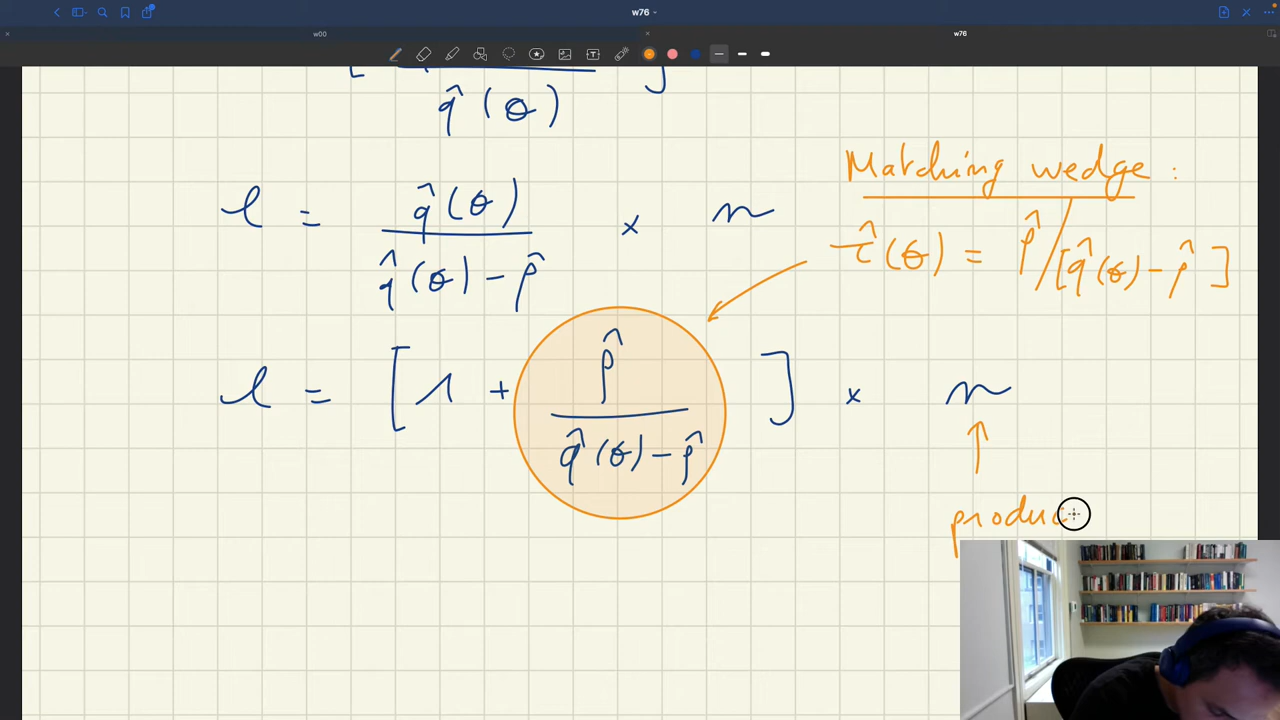 w76
w00
w76
[ ]
q̂(θ)
Matching wedge :
l = q̂(θ) / q̂(θ) - ρ̂ × n
τ̂(θ) = ρ̂/[q̂(θ) - ρ̂]
l = [ 1 + ρ̂ / q̂(θ) - ρ̂ ] × n
produc